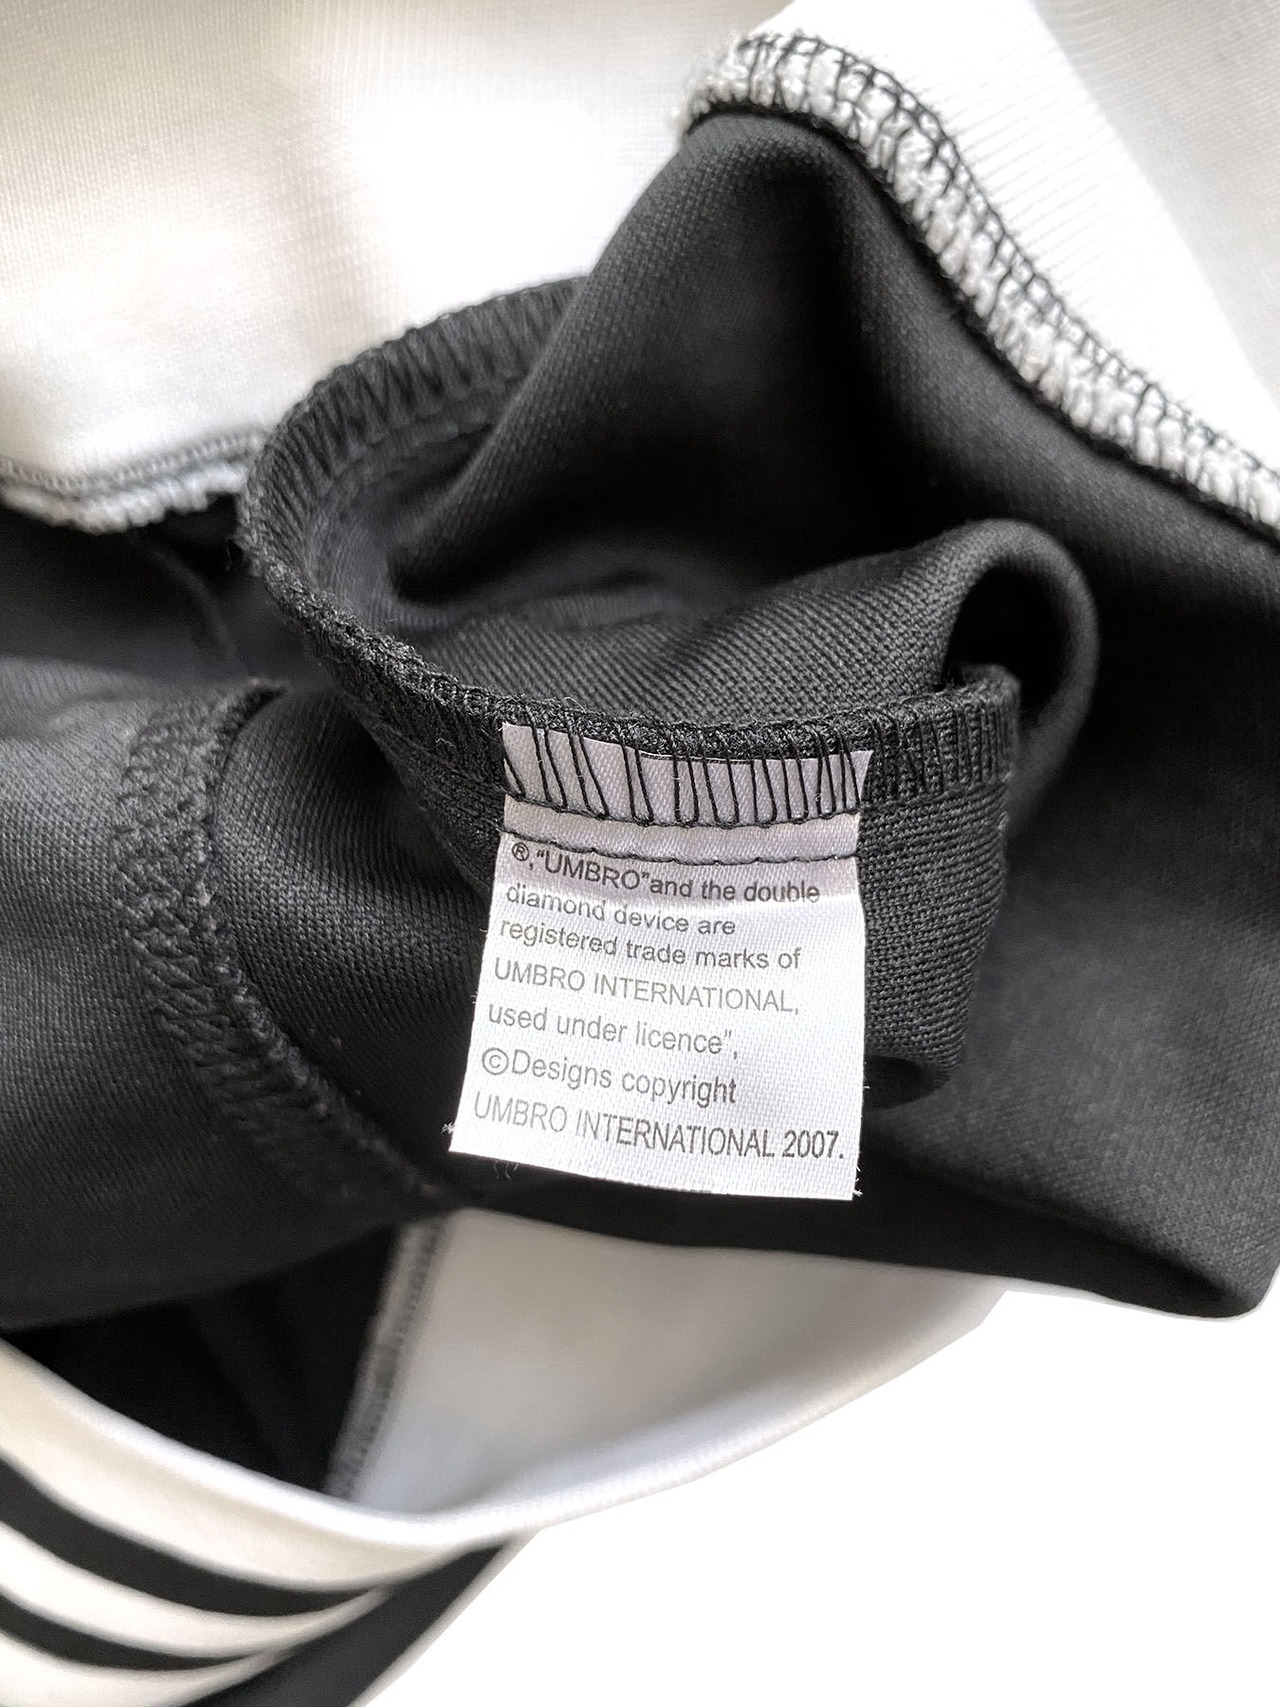 ®,"UMBRO"and the double
diamond device are
registered trade marks of
UMBRO INTERNATIONAL,
used under licence",
©Designs copyright
UMBRO INTERNATIONAL 2007.